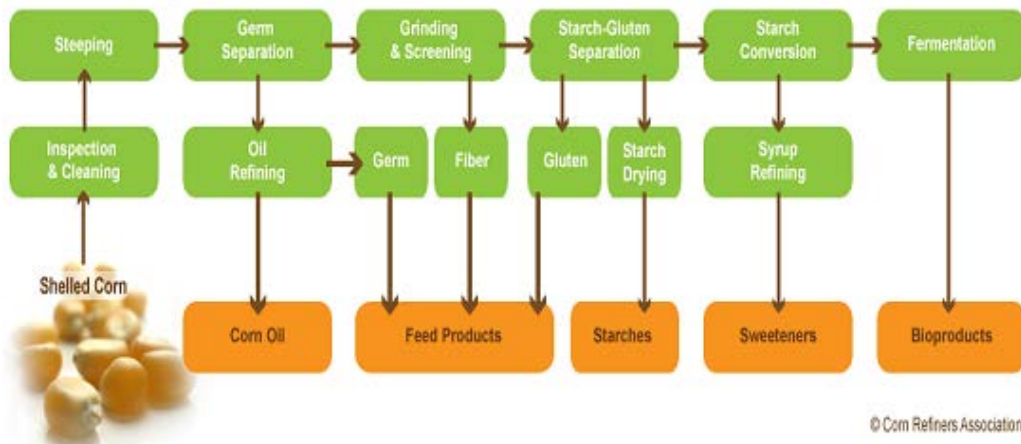 Steeping
Germ
Separation
Grinding
& Screening
Starch-Gluten
Separation
Starch
Conversion
Fermentation
Inspection
& Cleaning
Oil
Refining
Germ
Fiber
Gluten
Starch
Drying
Syrup
Refining
Shelled Corn
Corn Oil
Feed Products
Starches
Sweeteners
Bioproducts
© Corn Refiners Association